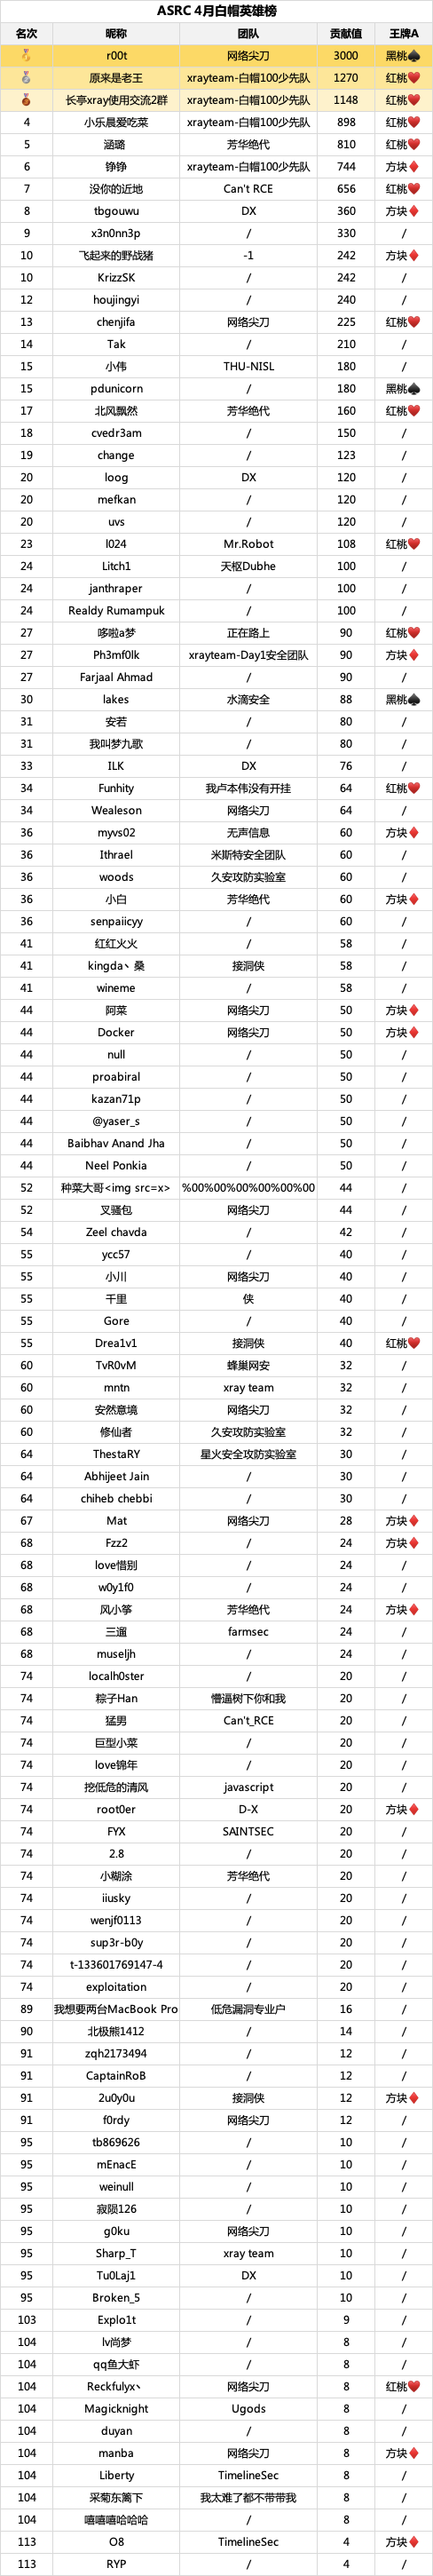 ASRC 4月白帽英雄榜
名次 昵称 团队 贡献值 王牌A
🥇 r00t 网络尖刀 3000 黑桃♠️
🥈 原来是老王 xrayteam-白帽100少先队 1270 红桃♥️
🥉 长亭xray使用交流2群 xrayteam-白帽100少先队 1148 红桃♥️
4 小乐晨爱吃菜 xrayteam-白帽100少先队 898 红桃♥️
5 涵璐 芳华绝代 810 红桃♥️
6 铮铮 xrayteam-白帽100少先队 744 方块♦️
7 没你的近地 Can't RCE 656 红桃♥️
8 tbgouwu DX 360 方块♦️
9 x3n0nn3p / 330 /
10 飞起来的野战猪 -1 242 方块♦️
10 KrizzSK / 242 /
12 houjingyi / 240 /
13 chenjifa 网络尖刀 225 红桃♥️
14 Tak / 210 /
15 小伟 THU-NISL 180 /
15 pdunicorn / 180 黑桃♠️
17 北风飘然 芳华绝代 160 红桃♥️
18 cvedr3am / 150 /
19 change / 123 /
20 loog DX 120 /
20 mefkan / 120 /
20 uvs / 120 /
23 l024 Mr.Robot 108 红桃♥️
24 Litch1 天枢Dubhe 100 /
24 janthraper / 100 /
24 Realdy Rumampuk / 100 /
27 哆啦a梦 正在路上 90 红桃♥️
27 Ph3mf0lk xrayteam-Day1安全团队 90 方块♦️
27 Farjaal Ahmad / 90 /
30 lakes 水滴安全 88 黑桃♠️
31 安若 / 80 /
31 我叫梦九歌 / 80 /
33 ILK DX 76 /
34 Funhity 我卢本伟没有开挂 64 红桃♥️
34 Wealeson 网络尖刀 64 /
36 myvs02 无声信息 60 方块♦️
36 Ithrael 米斯特安全团队 60 /
36 woods 久安攻防实验室 60 /
36 小白 芳华绝代 60 方块♦️
36 senpaiicyy / 60 /
41 红红火火 / 58 /
41 kingda丶桑 接洞侠 58 /
41 wineme / 58 /
44 阿菜 网络尖刀 50 方块♦️
44 Docker 网络尖刀 50 方块♦️
44 null / 50 /
44 proabiral / 50 /
44 kazan71p / 50 /
44 @yaser_s / 50 /
44 Baibhav Anand Jha / 50 /
44 Neel Ponkia / 50 /
52 种菜大哥<img src=x> %00%00%00%00%00%00 44 /
52 叉骚包 网络尖刀 44 /
54 Zeel chavda / 42 /
55 ycc57 / 40 /
55 小川 网络尖刀 40 /
55 千里 侠 40 /
55 Gore / 40 /
55 Drea1v1 接洞侠 40 红桃♥️
60 TvR0vM 蜂巢网安 32 /
60 mntn xray team 32 /
60 安然意境 网络尖刀 32 /
60 修仙者 久安攻防实验室 32 /
64 ThestaRY 星火安全攻防实验室 30 /
64 Abhijeet Jain / 30 /
64 chiheb chebbi / 30 /
67 Mat 网络尖刀 28 方块♦️
68 Fzz2 / 24 方块♦️
68 love惜别 / 24 /
68 w0y1f0 / 24 /
68 风小筝 芳华绝代 24 方块♦️
68 三遛 farmsec 24 /
68 museljh / 24 /
74 localh0ster / 20 /
74 粽子Han 懵逼树下你和我 20 /
74 猛男 Can't_RCE 20 /
74 巨型小菜 / 20 /
74 love锦年 / 20 /
74 挖低危的清风 javascript 20 /
74 root0er D-X 20 方块♦️
74 FYX SAINTSEC 20 /
74 2.8 / 20 /
74 小糊涂 芳华绝代 20 /
74 iiusky / 20 /
74 wenjf0113 / 20 /
74 sup3r-b0y / 20 /
74 t-133601769147-4 / 20 /
74 exploitation / 20 /
89 我想要两台MacBook Pro 低危漏洞专业户 16 /
90 北极熊1412 / 14 /
91 zqh2173494 / 12 /
91 CaptainRoB / 12 /
91 2u0y0u 接洞侠 12 方块♦️
91 f0rdy 网络尖刀 12 /
95 tb869626 / 10 /
95 mEnacE / 10 /
95 weinull / 10 /
95 寂陨126 / 10 /
95 g0ku 网络尖刀 10 /
95 Sharp_T xray team 10 /
95 Tu0Laj1 DX 10 /
95 Broken_5 / 10 /
103 Explo1t / 9 /
104 lv尚梦 / 8 /
104 qq鱼大虾 / 8 /
104 Reckfulyx丶 网络尖刀 8 红桃♥️
104 Magicknight Ugods 8 /
104 duyan / 8 /
104 manba 网络尖刀 8 方块♦️
104 Liberty TimelineSec 8 /
104 采菊东篱下 我太难了都不带带我 8 /
104 嘻嘻嘻哈哈哈 / 8 /
113 O8 TimelineSec 4 方块♦️
113 RYP / 4 /